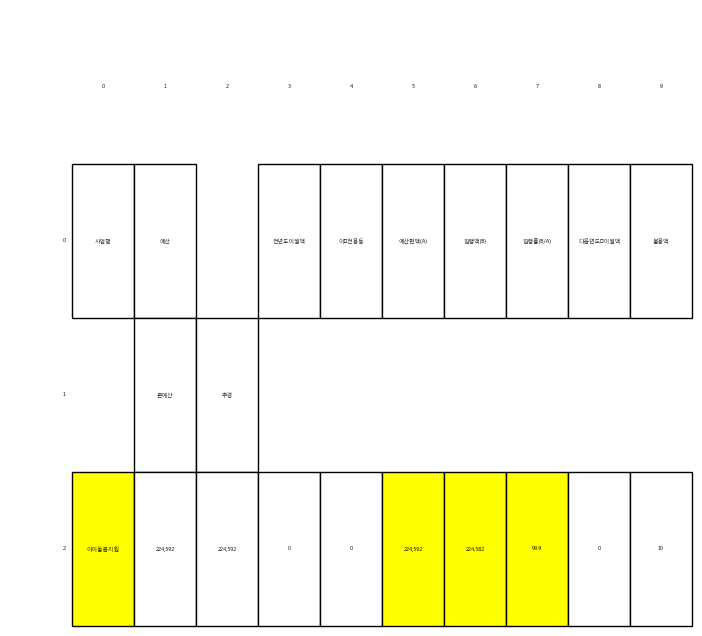 0 1 2 3 4 5 6 7 8 9
0 사업명 예산 전년도이월액 이□전용등 예산현액(A) 집행액(B) 집행률(B/A) 다음연도□이월액 불용액
1 본예산 추경
2 아이돌봄지원 224,592 224,592 0 0 224,592 224,582 99.9 0 10